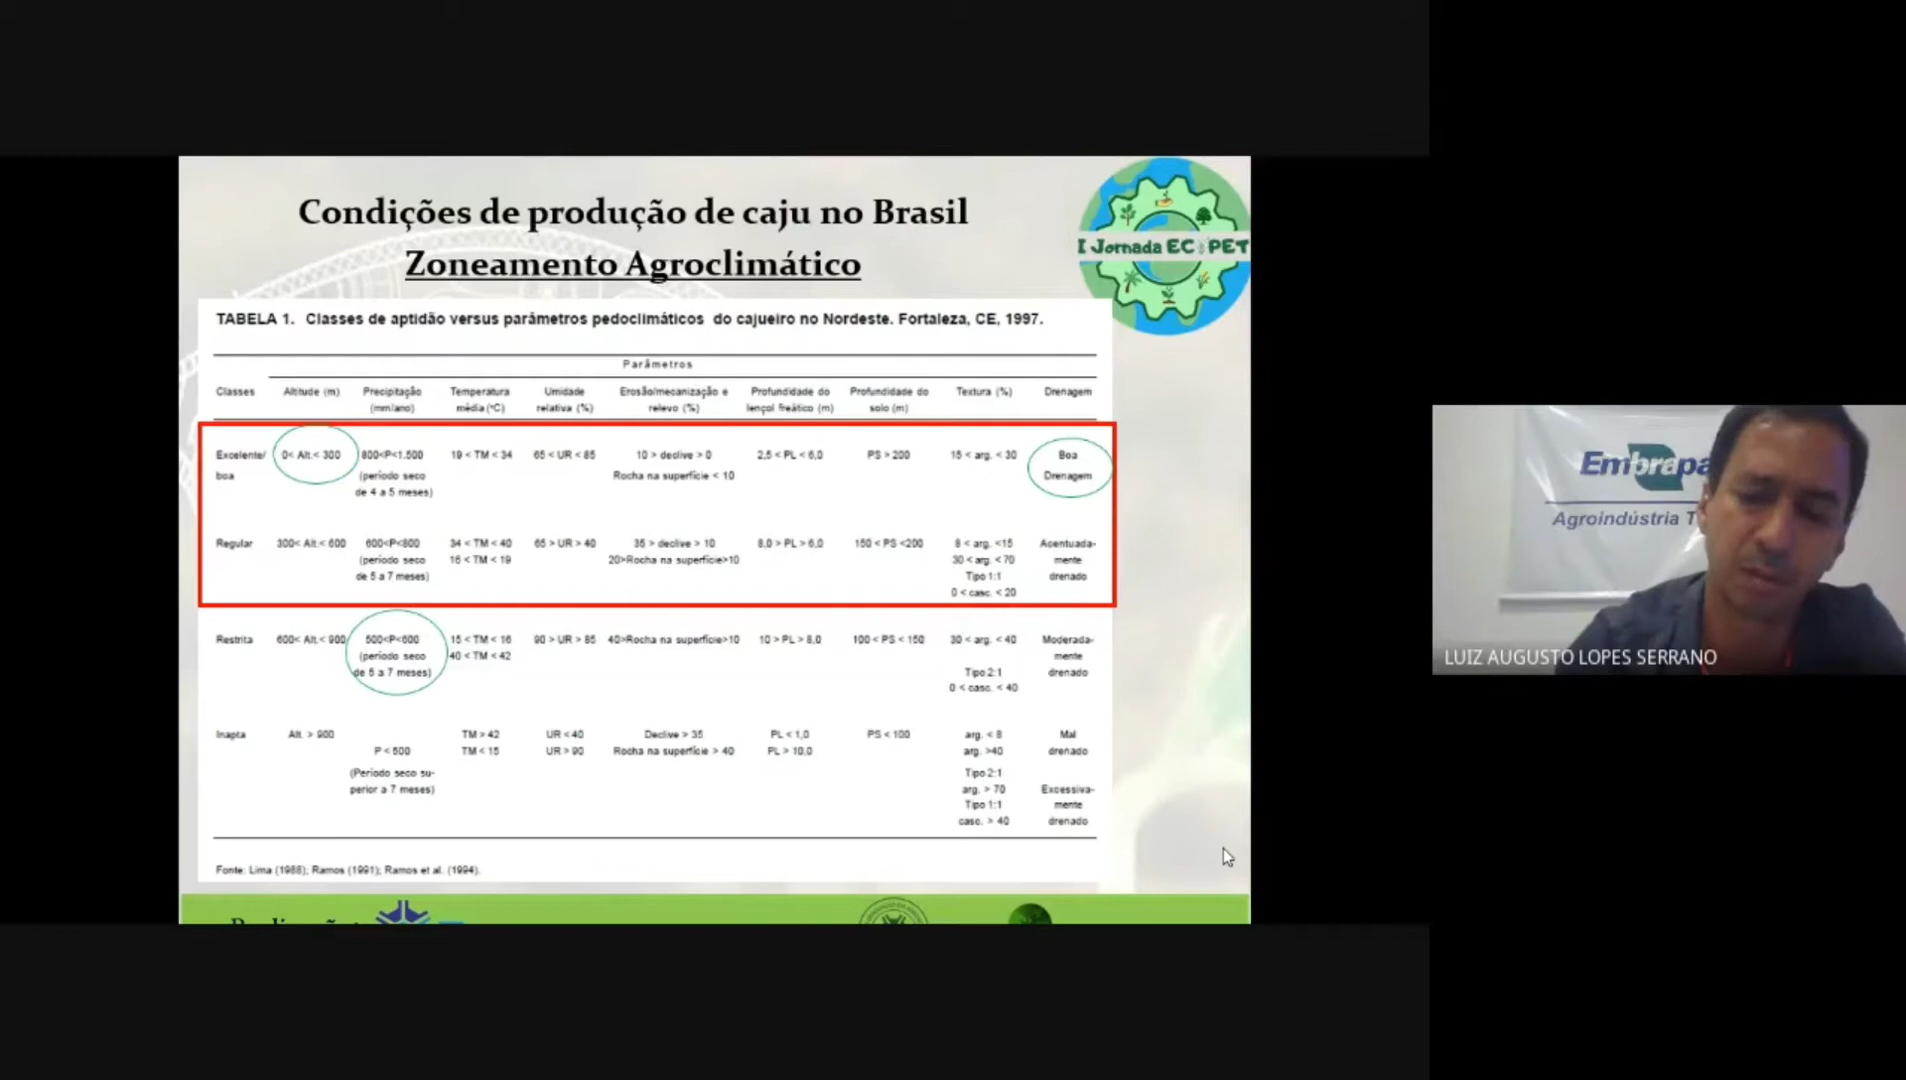 Condições de produção de caju no Brasil
Zoneamento Agroclimático
I Jornada EC PET
TABELA 1. Classes de aptidão versus parâmetros pedoclimáticos do cajueiro no Nordeste. Fortaleza, CE, 1997.
Parâmetros
Classes Altitude (m) Precipitação (mm/ano) Temperatura média (ºC) Umidade relativa (%) Erosão/mecanização e relevo (%) Profundidade do lençol freático (m) Profundidade do solo (m) Textura (%) Drenagem
Excelente/ 0< Alt.< 300 800<P<1.500 19 < TM < 34 65 < UR < 85 10 > declive > 0 2,5 < PL < 6,0 PS > 200 15 < arg. < 30 Boa
boa (período seco Rocha na superfície < 10 Drenagem
de 4 a 5 meses)
Regular 300< Alt.< 600 600<P<800 34 < TM < 40 65 > UR > 40 35 > declive > 10 8,0 > PL > 6,0 150 < PS <200 8 < arg. <15 Acentuada-
(período seco 16 < TM < 19 20>Rocha na superfície>10 30 < arg. <70 mente
de 5 a 7 meses) Tipo 1:1 drenado
0 < casc. < 20
Restrita 600< Alt.< 900 500<P<600 15 < TM < 16 90 > UR > 85 40>Rocha na superfície>10 10 > PL > 8,0 100 < PS < 150 30 < arg. < 40 Moderada-
(período seco 40 < TM < 42 mente
de 5 a 7 meses) Tipo 2:1 drenado
0 < casc. < 40
Inapta Alt. > 900 TM > 42 UR < 40 Declive > 35 PL < 1,0 PS < 100 arg. < 8 Mal
P < 500 TM < 15 UR > 90 Rocha na superfície > 40 PL > 10,0 arg. >40 drenado
(Período seco su- Tipo 2:1
perior a 7 meses) arg. > 70 Excessiva-
Tipo 1:1 mente
casc. > 40 drenado
Fonte: Lima (1988); Ramos (1991); Ramos et al. (1994).
Embrapa
Agroindústria T
LUIZ AUGUSTO LOPES SERRANO